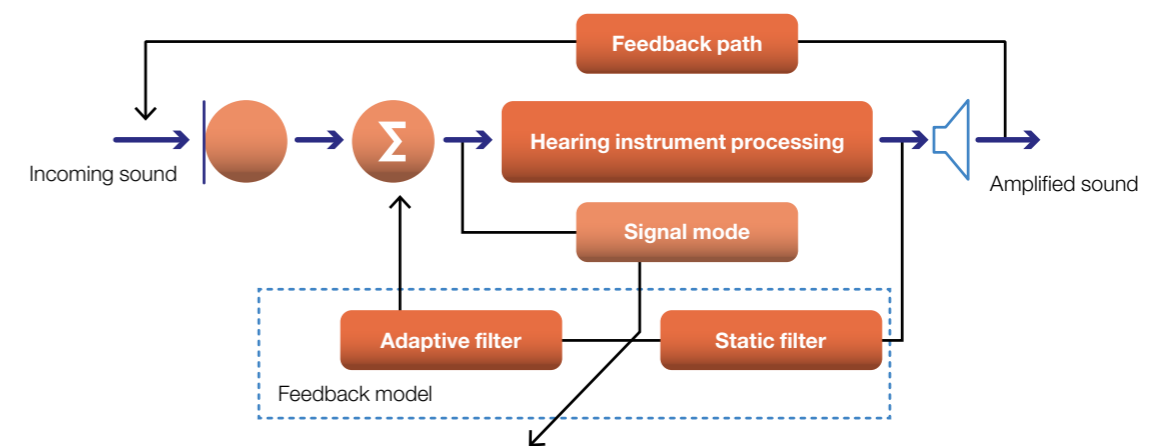 Feedback path
Σ
Hearing instrument processing
Incoming sound
Amplified sound
Signal mode
Adaptive filter
Static filter
Feedback model